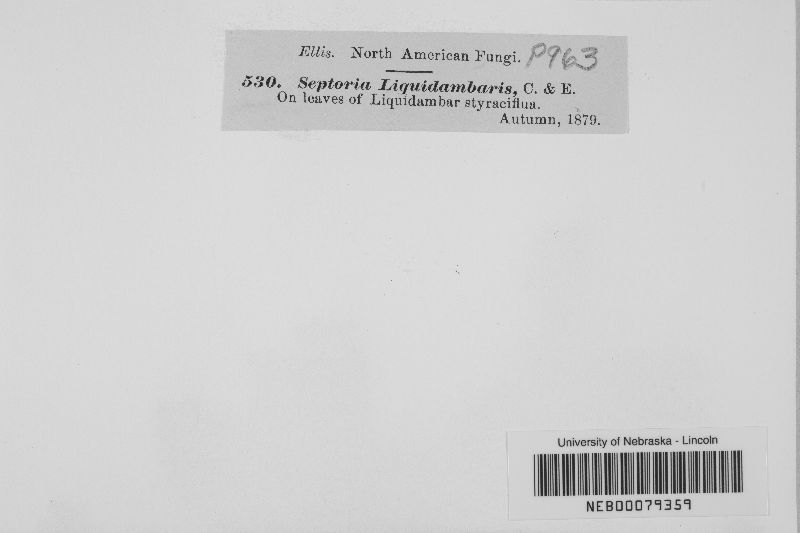 Ellis. North American Fungi. P963
530. Septoria Liquidambaris, C. & E.
On leaves of Liquidambar styraciflua.
Autumn, 1879.
University of Nebraska - Lincoln
NEB00079359